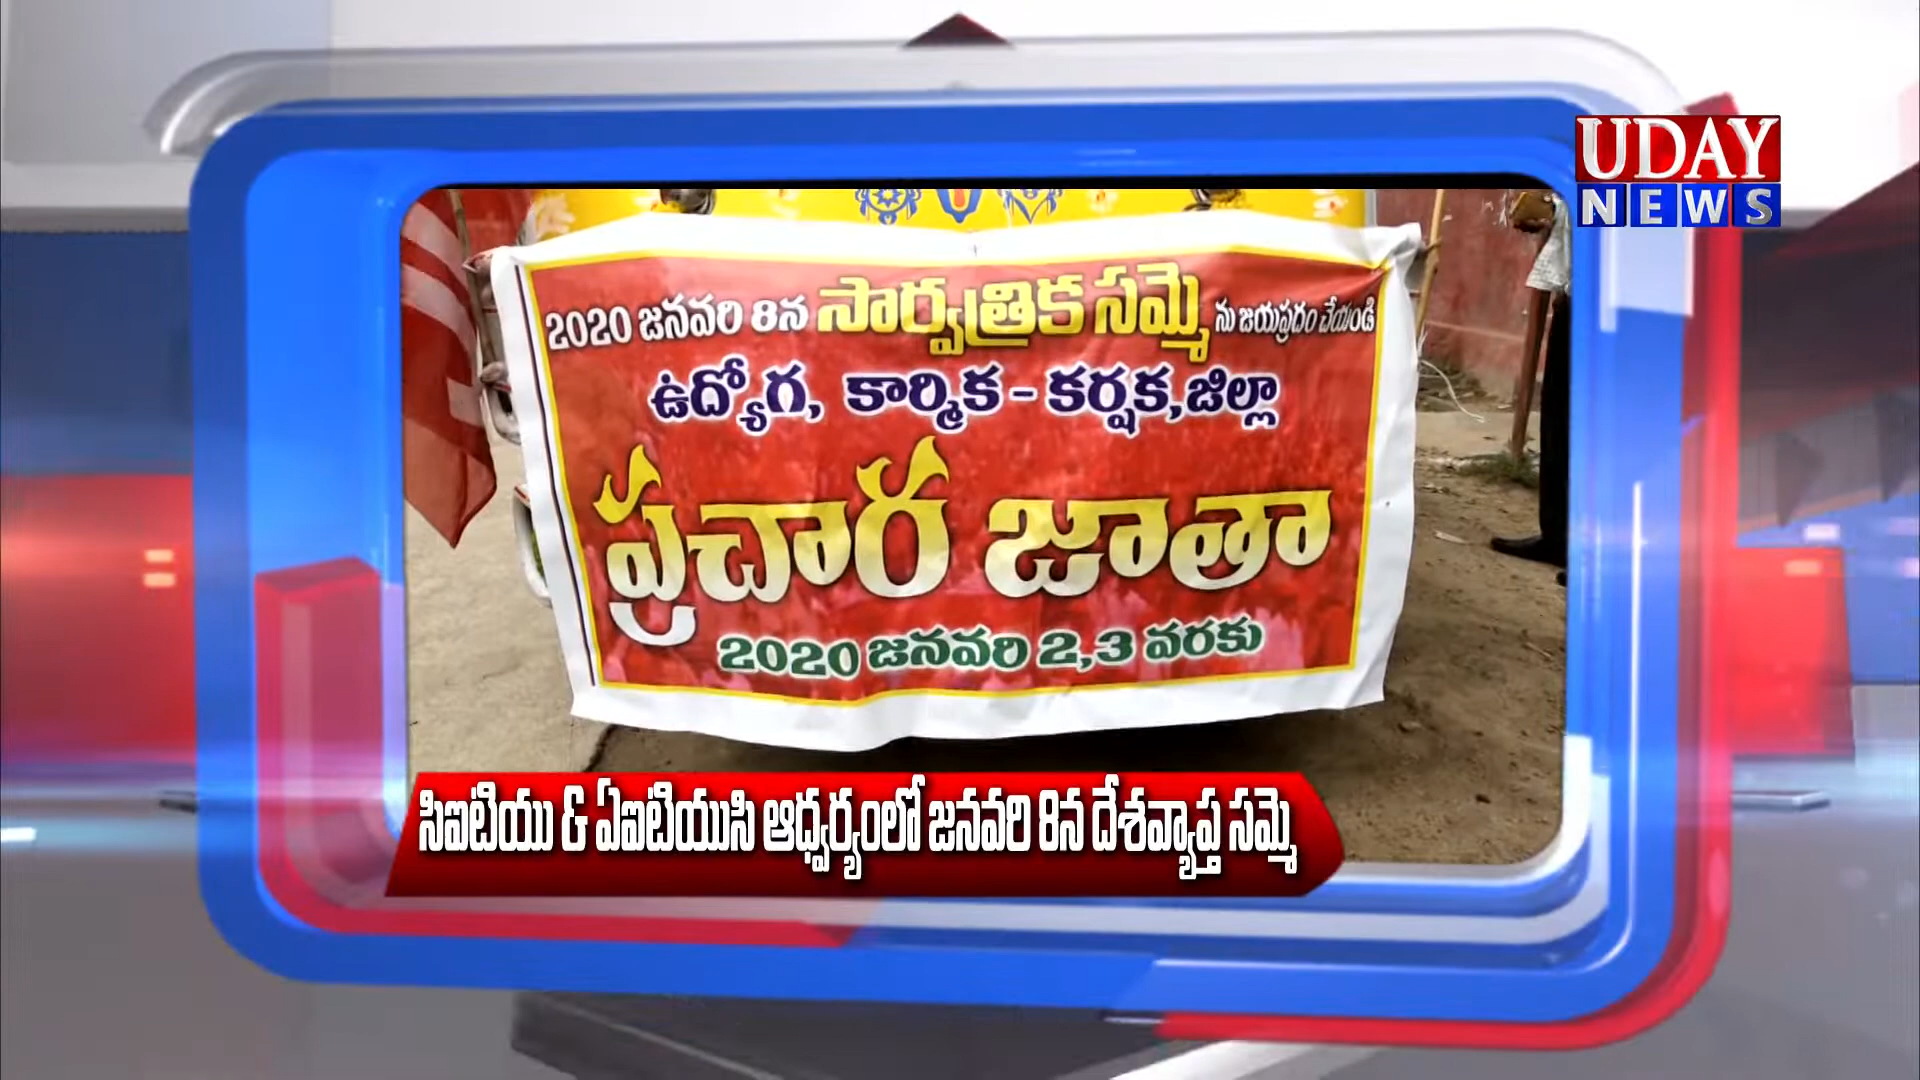 UDAY
NEWS
2020 జనవరి 8న సార్వత్రిక సమ్మె ను జయప్రదం చేయండి
ఉద్యోగ, కార్మిక - కర్షక, జిల్లా
ప్రచార జాతా
2020 జనవరి 2,3 వరకు
సిఐటియు & ఏఐటియుసి ఆధ్వర్యంలో జనవరి 8న దేశవ్యాప్త సమ్మె